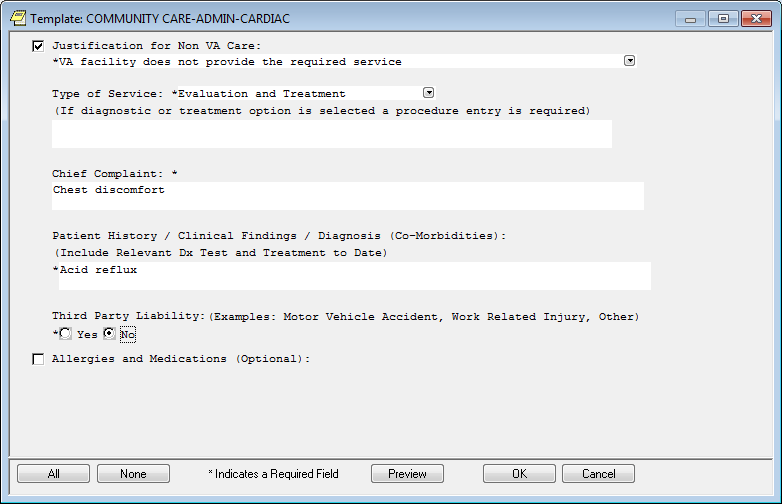 Template: COMMUNITY CARE-ADMIN-CARDIAC
Justification for Non VA Care:
*VA facility does not provide the required service
Type of Service: *Evaluation and Treatment
(If diagnostic or treatment option is selected a procedure entry is required)
Chief Complaint: *
Chest discomfort
Patient History / Clinical Findings / Diagnosis (Co-Morbidities):
(Include Relevant Dx Test and Treatment to Date)
*Acid reflux
Third Party Liability:(Examples: Motor Vehicle Accident, Work Related Injury, Other)
* Yes No
Allergies and Medications (Optional):
All None * Indicates a Required Field Preview OK Cancel